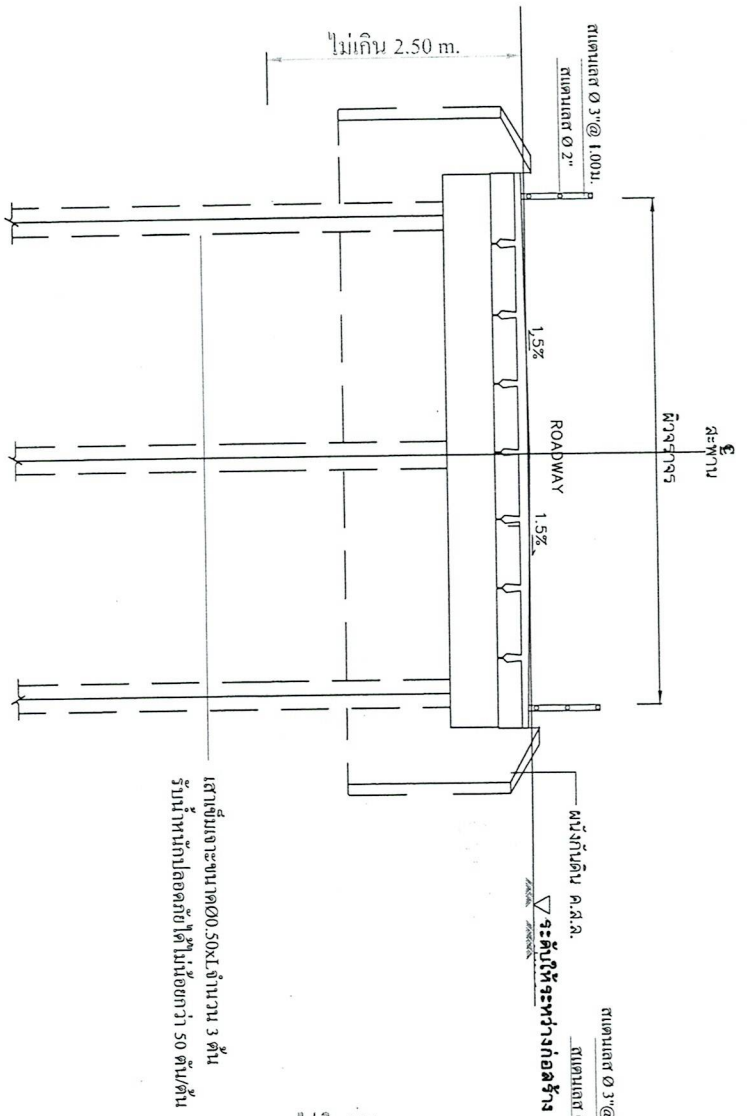 ไม่เกิน 2.50 m.
สแตนเลส Ø 3"@ 1.00ม.
สแตนเลส Ø 2"
℄
สะพาน
ผิวจราจร
1.5%
ROADWAY
1.5%
ผนังกันดิน ค.ส.ล.
ระดับให้ระหว่างก่อสร้าง
เสาเข็มเจาะขนาดØ0.50xL จำนวน 3 ต้น
รับน้ำหนักปลอดภัยได้ไม่น้อยกว่า 50 ตัน/ต้น
สแตนเลส Ø 3"@
สแตนเลส